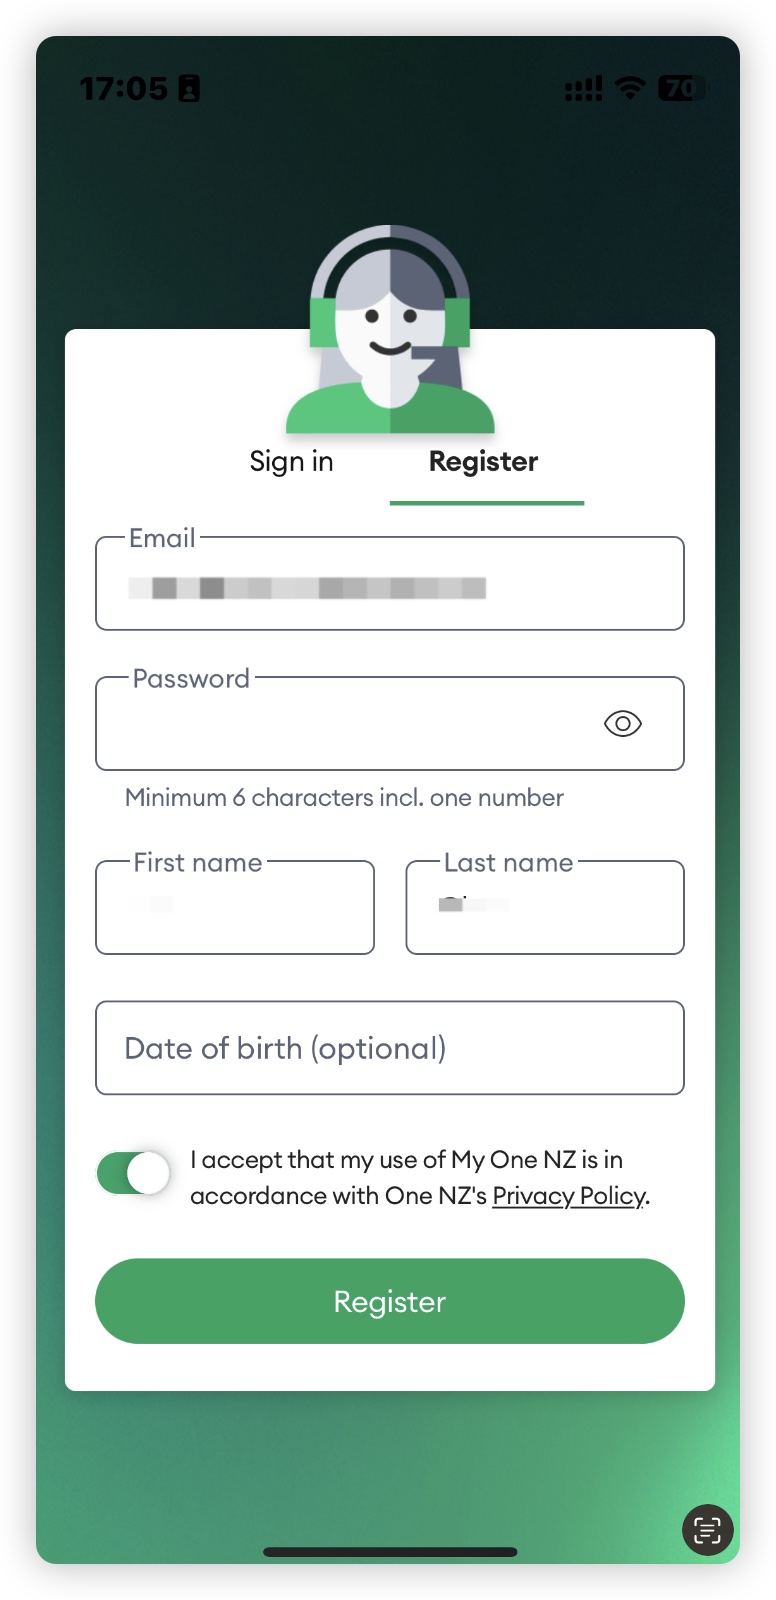 17:05
70
Sign in
Register
Email
Password
Minimum 6 characters incl. one number
First name
Last name
Date of birth (optional)
I accept that my use of My One NZ is in
accordance with One NZ's Privacy Policy.
Register